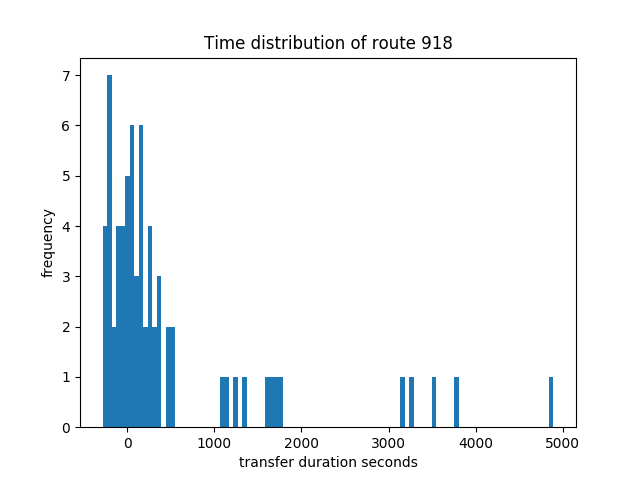 Time distribution of route 918
7
6
5
4
3
2
1
0
frequency
0 1000 2000 3000 4000 5000
transfer duration seconds